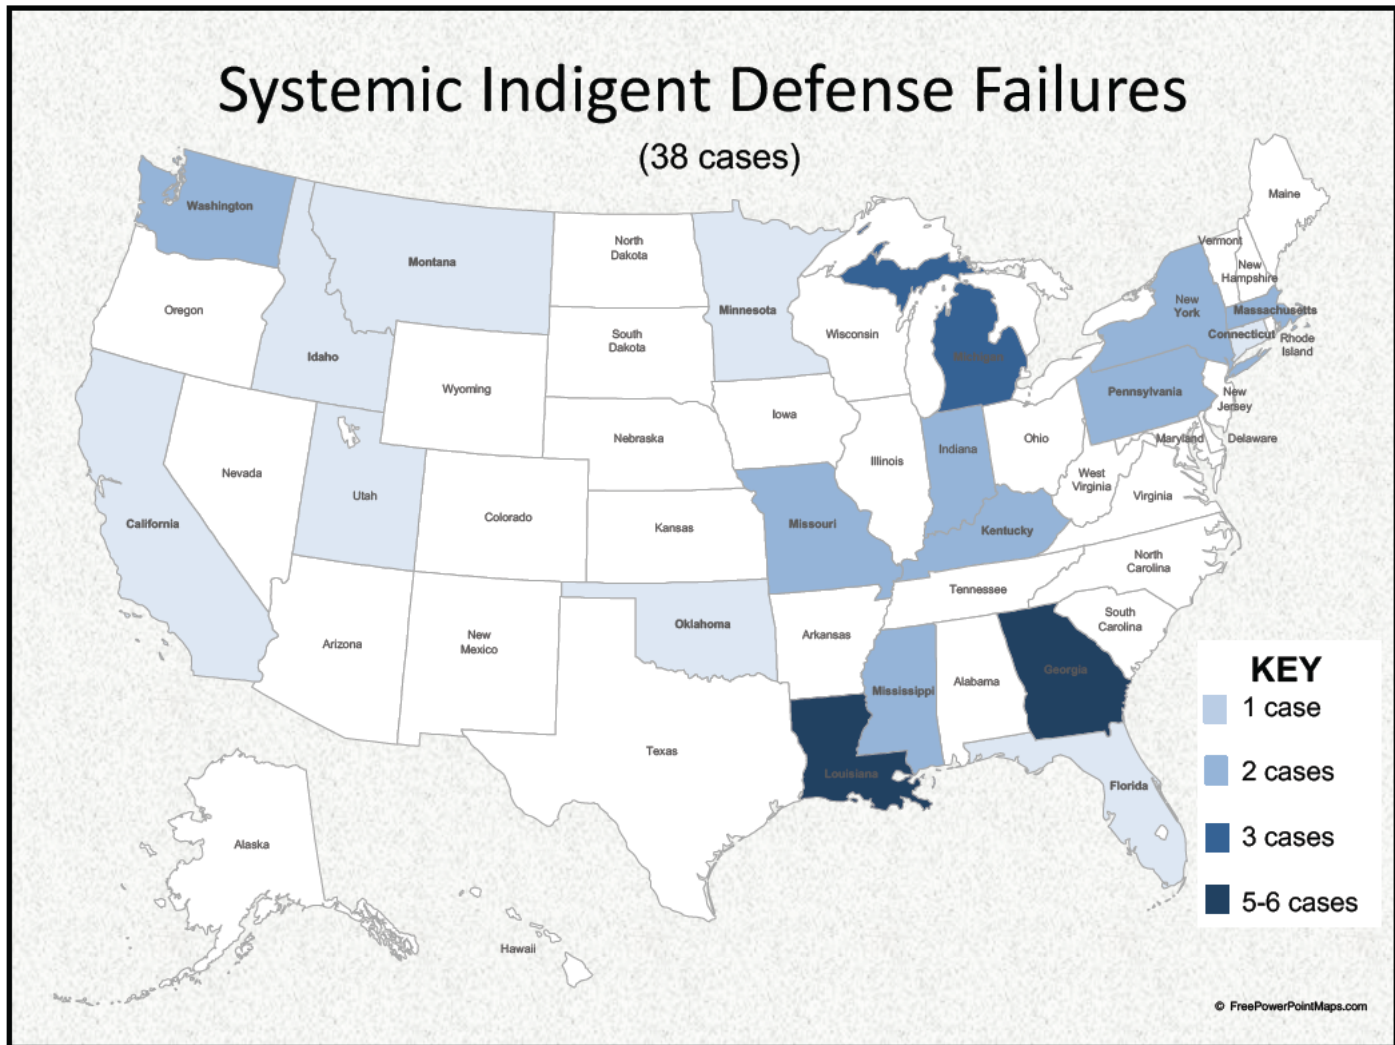 Systemic Indigent Defense Failures
(38 cases)
Washington
Montana
North
Dakota
Minnesota
Maine
Vermont
New
Hampshire
Oregon
Idaho
South
Dakota
Wisconsin
Michigan
New
York
Massachusetts
Connecticut
Rhode
Island
Wyoming
Iowa
Pennsylvania
New
Jersey
Nebraska
Ohio
Maryland
Delaware
Nevada
Utah
Illinois
Indiana
West
Virginia
Virginia
California
Colorado
Kansas
Missouri
Kentucky
North
Carolina
Tennessee
Arizona
New
Mexico
Oklahoma
Arkansas
South
Carolina
Mississippi
Alabama
Georgia
Texas
Louisiana
Florida
Alaska
Hawaii
KEY
1 case
2 cases
3 cases
5-6 cases
© FreePowerPointMaps.com